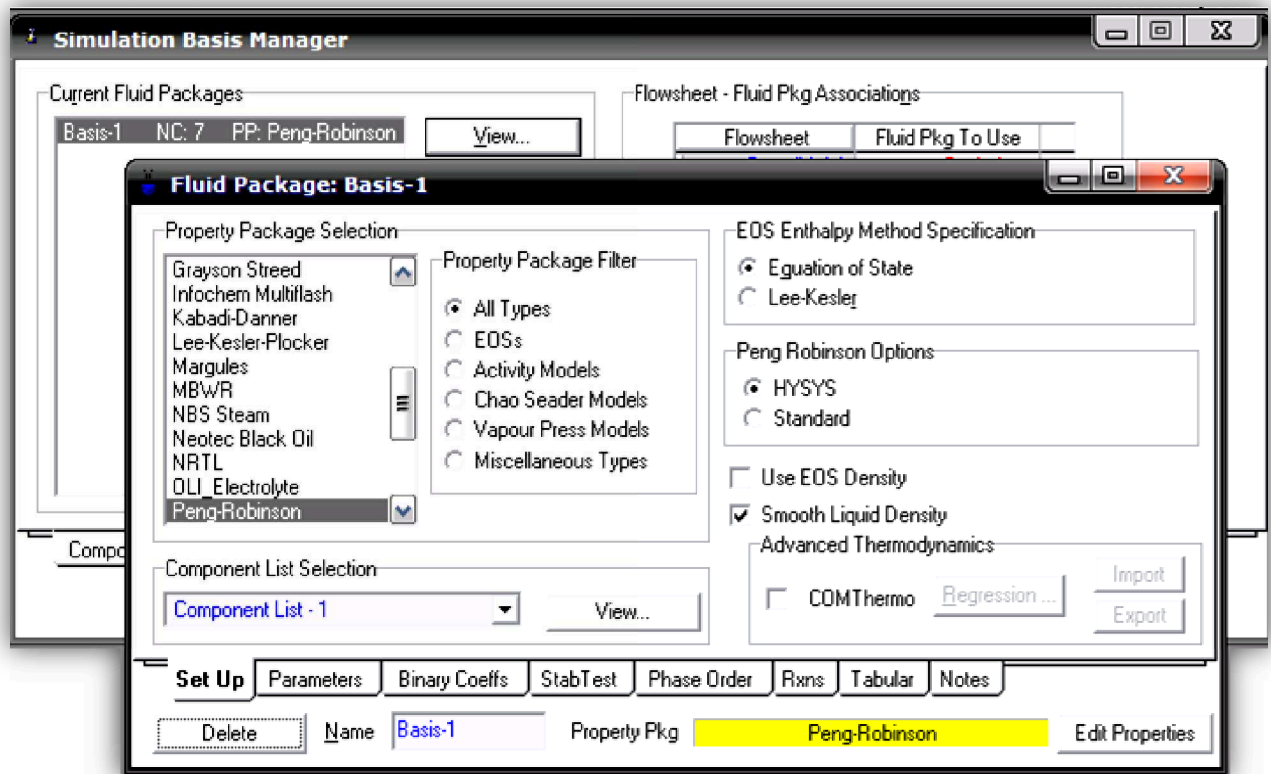 Simulation Basis Manager
Current Fluid Packages
Basis-1 NC: 7 PP: Peng-Robinson
View...
Flowsheet - Fluid Pkg Associations
Flowsheet Fluid Pkg To Use
Fluid Package: Basis-1
Property Package Selection
Grayson Streed
Infochem Multiflash
Kabadi-Danner
Lee-Kesler-Plocker
Margules
MBWR
NBS Steam
Neotec Black Oil
NRTL
OLI_Electrolyte
Peng-Robinson
Property Package Filter
All Types
EOSs
Activity Models
Chao Seader Models
Vapour Press Models
Miscellaneous Types
EOS Enthalpy Method Specification
Equation of State
Lee-Kesler
Peng Robinson Options
HYSYS
Standard
Use EOS Density
Smooth Liquid Density
Advanced Thermodynamics
COMThermo
Regression ...
Import
Export
Compo
Component List Selection
Component List - 1
View...
Set Up Parameters Binary Coeffs StabTest Phase Order Rxns Tabular Notes
Delete Name Basis-1 Property Pkg Peng-Robinson Edit Properties